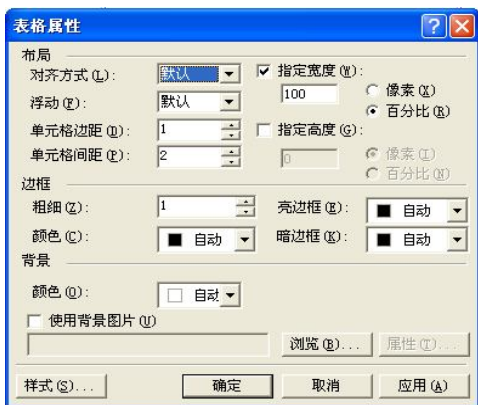 表格属性
布局
对齐方式(L): 默认 指定宽度(W):
浮动(F): 默认 100 像素(X)
百分比(R)
单元格边距(D): 1 指定高度(G):
单元格间距(P): 2 0 像素(I)
百分比(N)
边框
粗细(Z): 1 亮边框(E): 自动
颜色(C): 自动 暗边框(K): 自动
背景
颜色(O): 自动
使用背景图片(U)
浏览(B)... 属性(T)...
样式(S)... 确定 取消 应用(A)